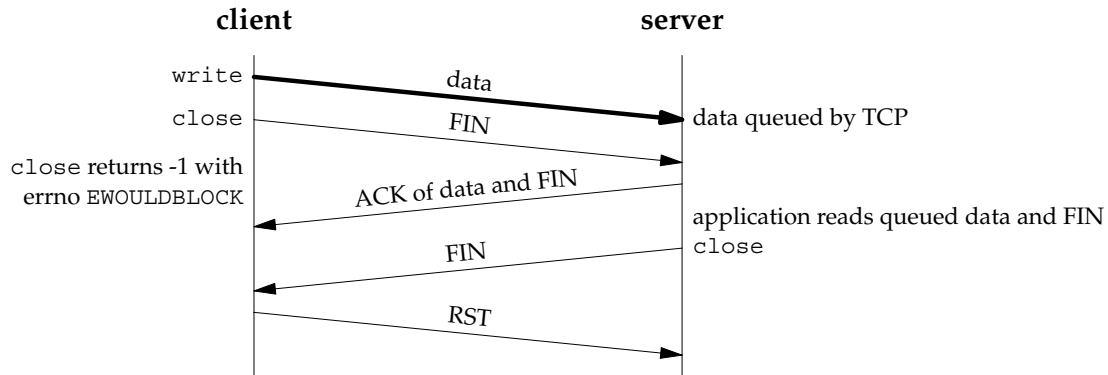 client
server
write
data
close
FIN
data queued by TCP
close returns -1 with
errno EWOULDBLOCK
ACK of data and FIN
application reads queued data and FIN
FIN
close
RST